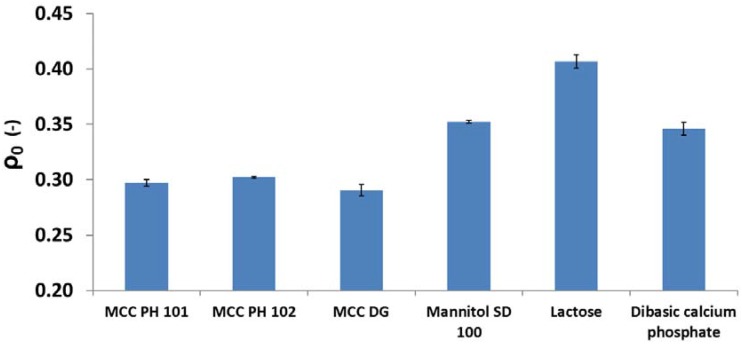 0.45
0.40
0.35
0.30
0.25
0.20
ρ₀ (-)
MCC PH 101
MCC PH 102
MCC DG
Mannitol SD
100
Lactose
Dibasic calcium
phosphate